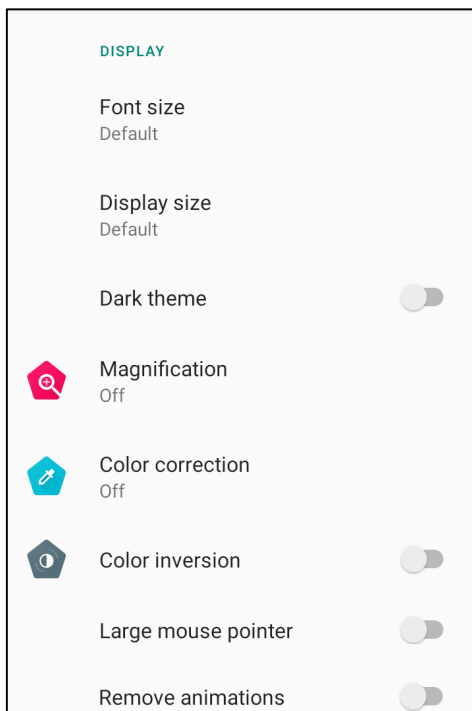 DISPLAY
Font size
Default
Display size
Default
Dark theme
Magnification
Off
Color correction
Off
Color inversion
Large mouse pointer
Remove animations